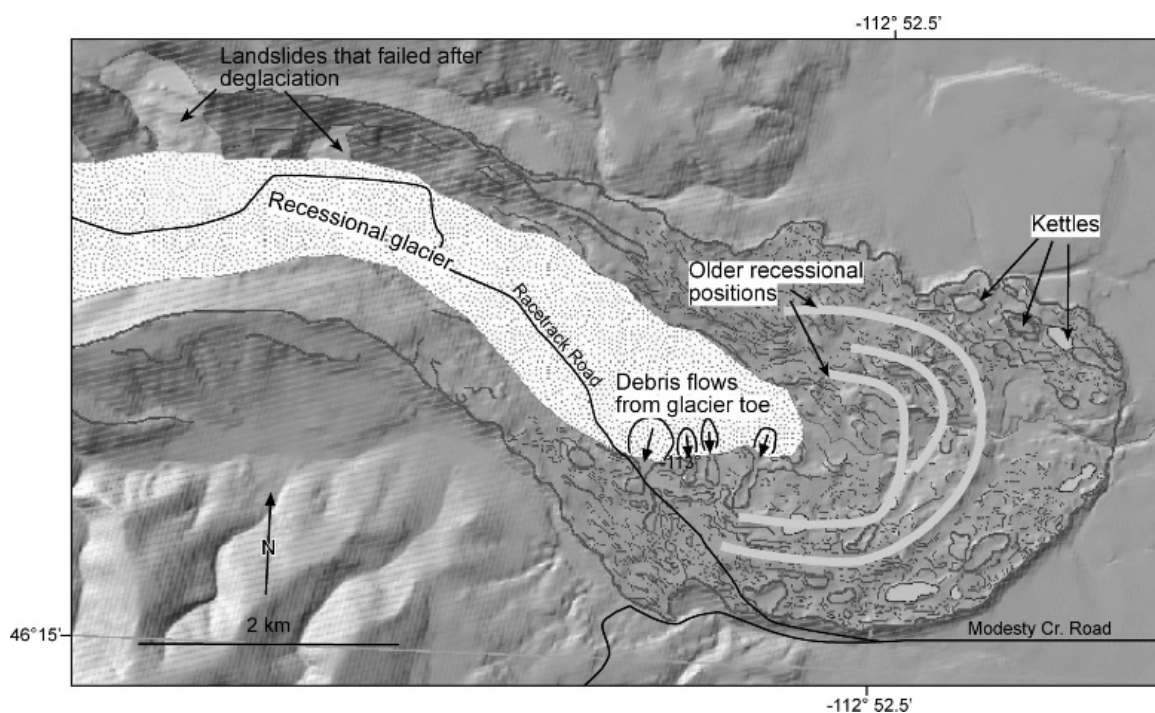 -112° 52.5'
Landslides that failed after
deglaciation
Recessional glacier
Kettles
Older recessional
positions
Racetrack Road
Debris flows
from glacier toe
-113°
N
2 km
46°15'
Modesty Cr. Road
-112° 52.5'